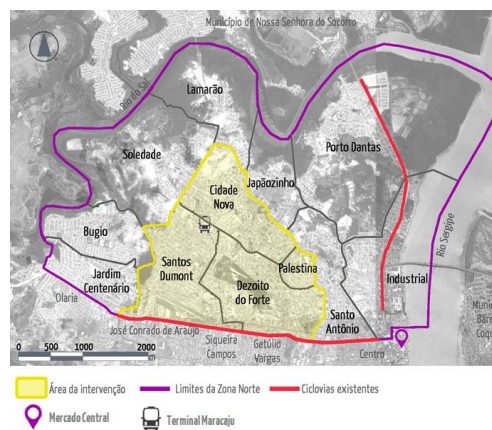 Município de Nossa Senhora do Socorro
Rio do Sal
Lamarão
Soledade
Porto Dantas
Cidade
Nova
Japãozinho
Bugio
Rio Sergipe
Santos
Dumont
Palestina
Jardim
Centenário
Dezoito
do Forte
Industrial
Olaria
Santo
Antônio
José Conrado de Araujo
Siqueira
Campos
Getúlio
Vargas
Centro
0 500 1000 2000
Área da intervenção
Limites da Zona Norte
Ciclovias existentes
Mercado Central
Terminal Maracaju